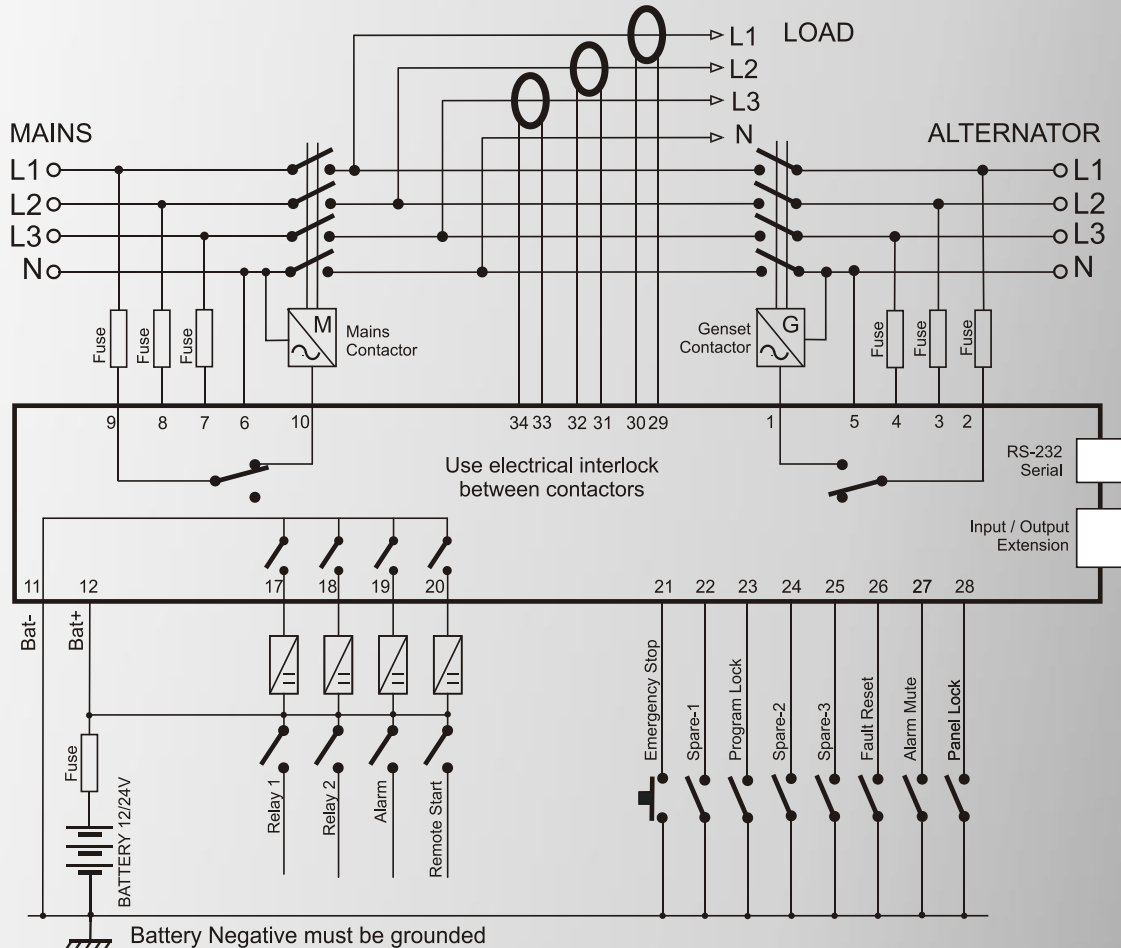 L1 LOAD
L2
L3
N
MAINS
L1
L2
L3
N
ALTERNATOR
L1
L2
L3
N
Fuse
Fuse
Fuse
M
Mains
Contactor
Genset
Contactor
G
Fuse
Fuse
Fuse
9 8 7 6 10 34 33 32 31 30 29 1 5 4 3 2
Use electrical interlock
between contactors
RS-232
Serial
Input / Output
Extension
11 12 17 18 19 20 21 22 23 24 25 26 27 28
Bat-
Bat+
Fuse
BATTERY 12/24V
Relay 1
Relay 2
Alarm
Remote Start
Emergency Stop
Spare-1
Program Lock
Spare-2
Spare-3
Fault Reset
Alarm Mute
Panel Lock
Battery Negative must be grounded